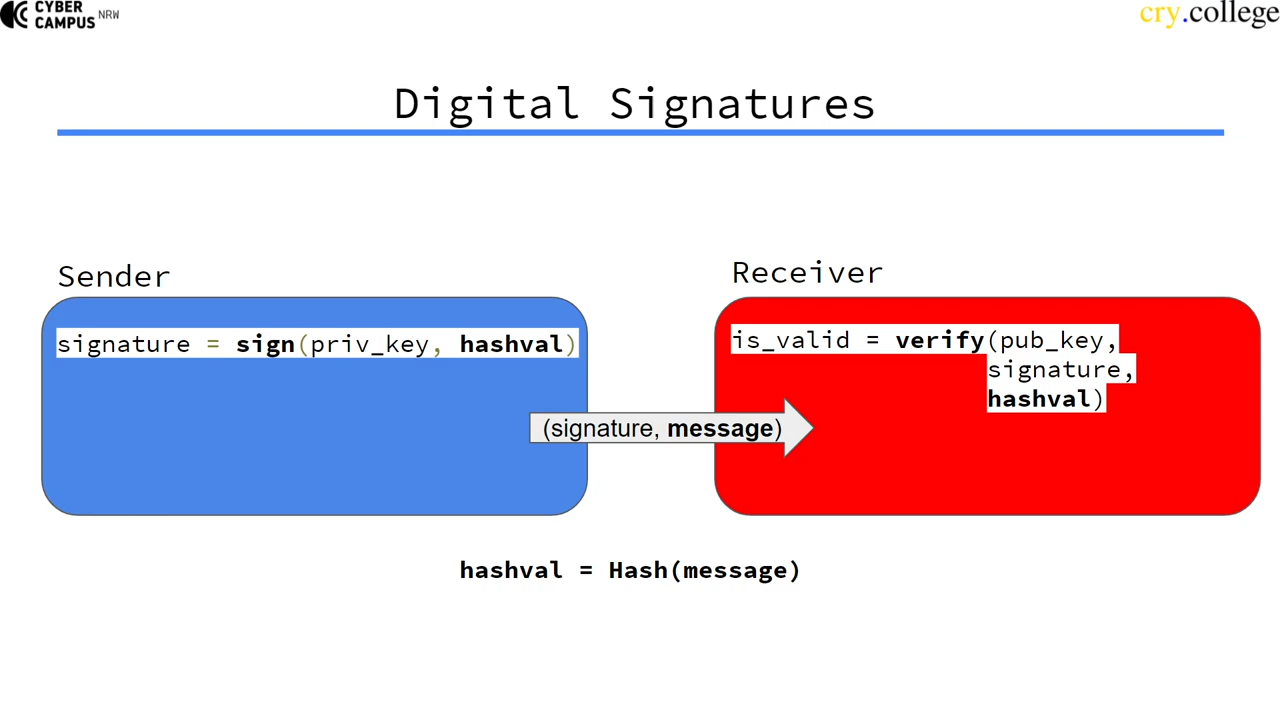 CYBER
CAMPUS NRW
cry.college
Digital Signatures
Sender
signature = sign(priv_key, hashval)
(signature, message)
Receiver
is_valid = verify(pub_key,
signature,
hashval)
hashval = Hash(message)